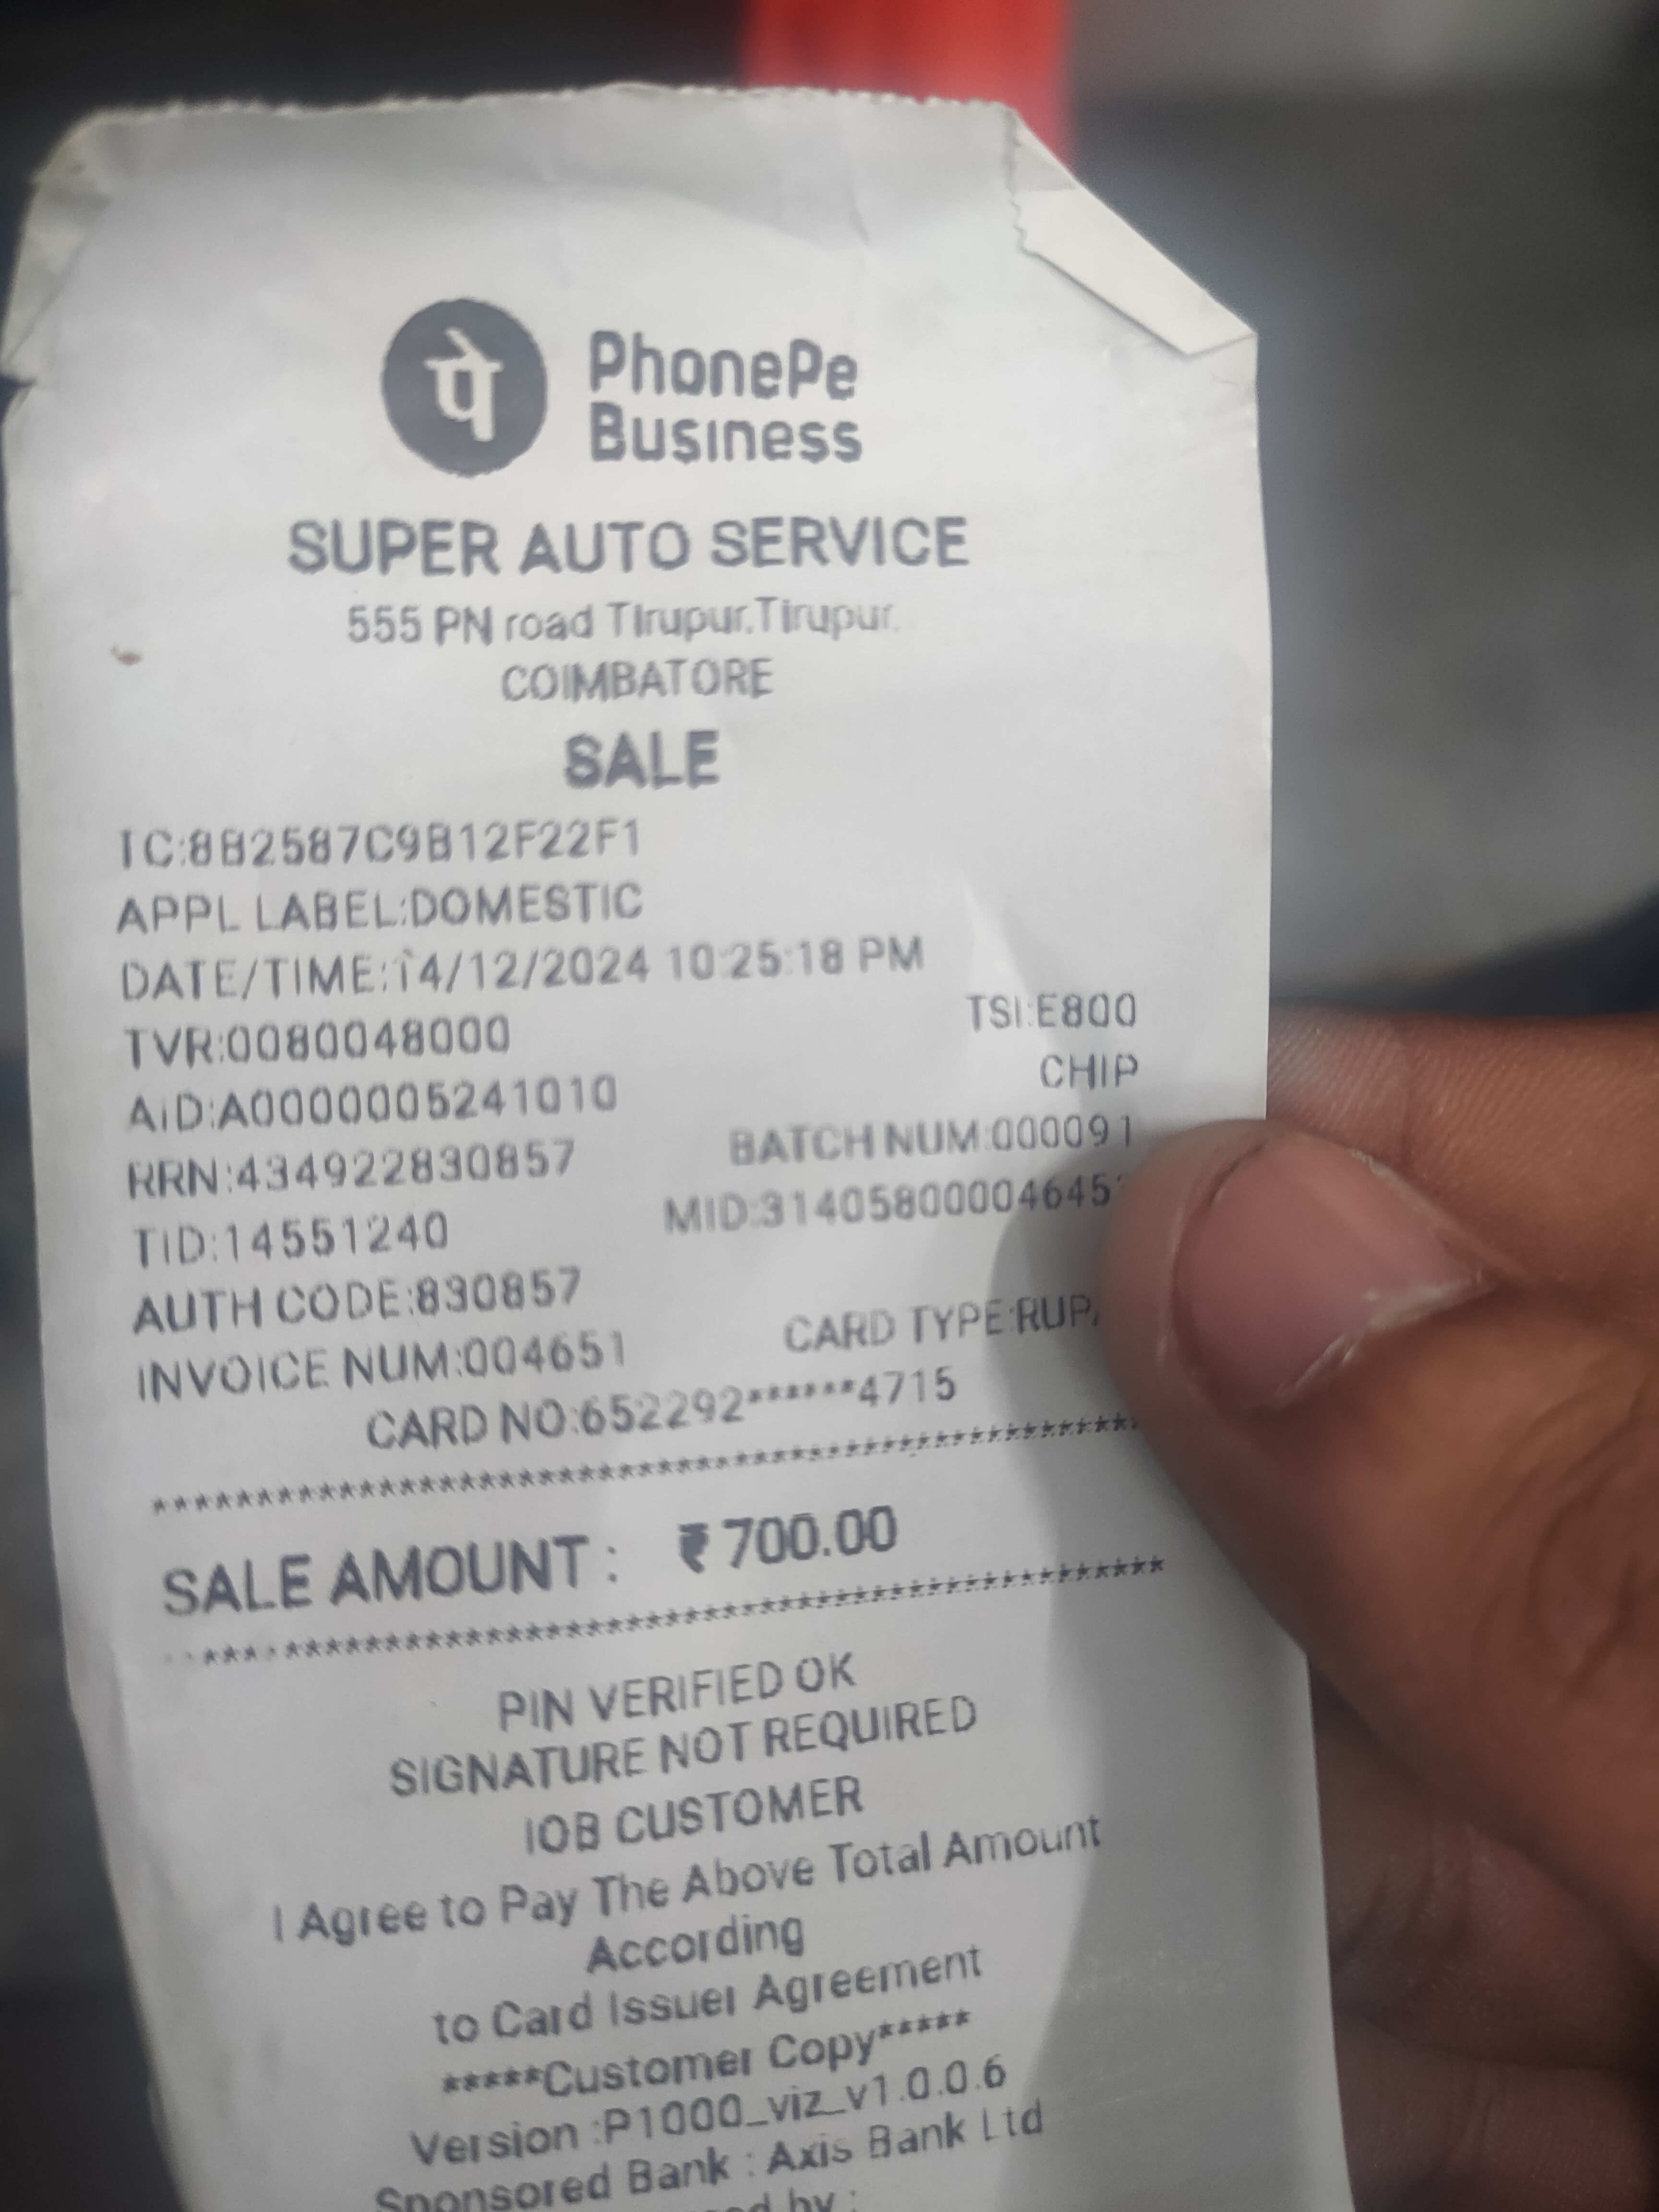 पे
PhonePe
Business
SUPER AUTO SERVICE
555 PN road TIrupur,Tirupur,
COIMBATORE
SALE
TC:8B2587C9B12F22F1
APPL LABEL:DOMESTIC
DATE/TIME:14/12/2024 10:25:18 PM
TVR:0080048000 TSI:E800
AID:A0000005241010 CHIP
RRN:434922830857 BATCH NUM:000091
TID:14551240
AUTH CODE:830857
INVOICE NUM:004651 CARD TYPE:
CARD NO:652292******4715
*****************************************
SALE AMOUNT : ₹ 700.00
*****************************************
PIN VERIFIED OK
SIGNATURE NOT REQUIRED
IOB CUSTOMER
I Agree to Pay The Above Total Amount
According
to Card Issuer Agreement
*****Customer Copy*****
Version :P1000_viz_v1.0.0.6
Sponsored Bank : Axis Bank Ltd
by :